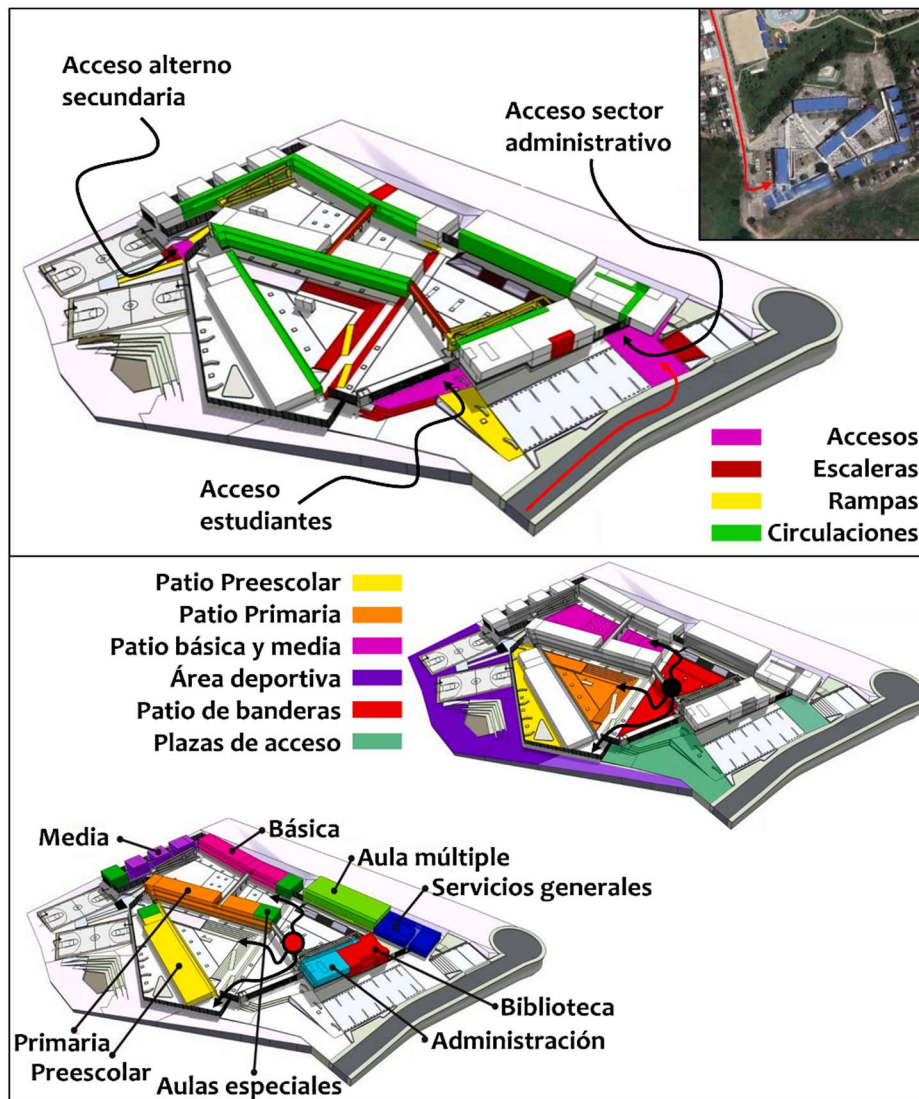 Acceso alterno
secundaria
Acceso sector
administrativo
Acceso
estudiantes
Accesos
Escaleras
Rampas
Circulaciones
Patio Preescolar
Patio Primaria
Patio básica y media
Área deportiva
Patio de banderas
Plazas de acceso
Media
Básica
Aula múltiple
Servicios generales
Biblioteca
Administración
Primaria
Preescolar
Aulas especiales